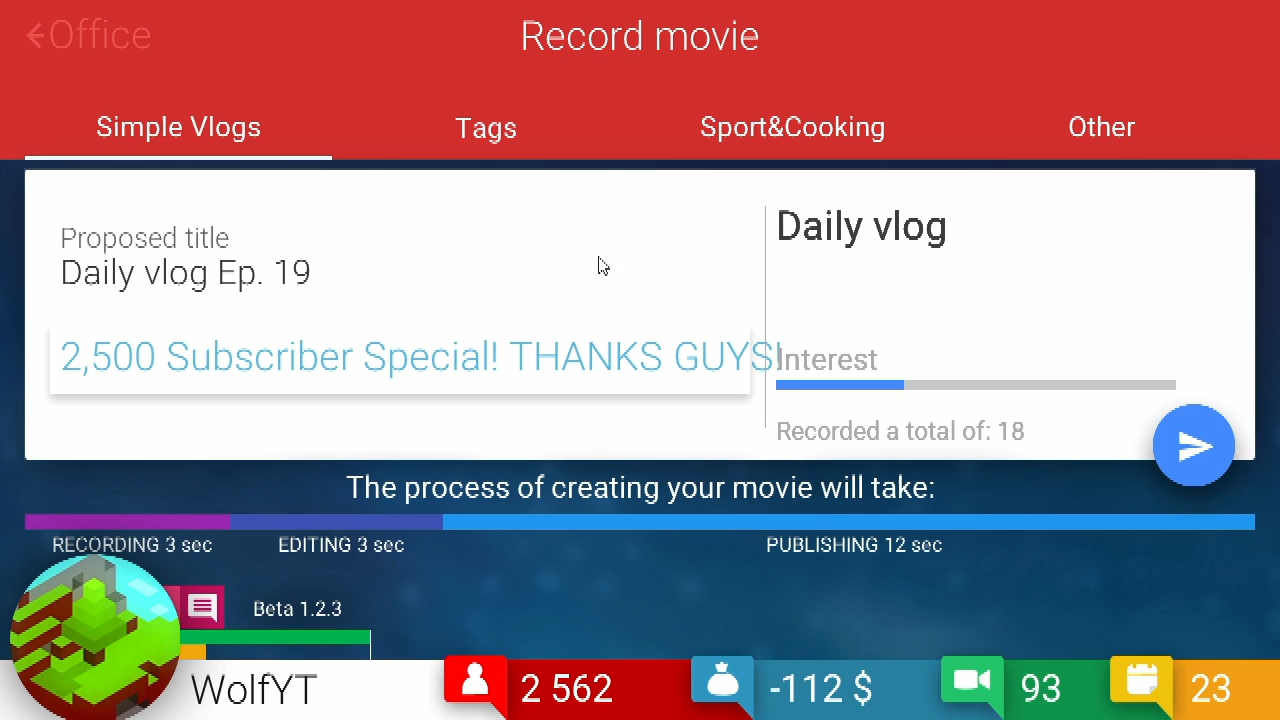 Office
Record movie
Simple Vlogs
Tags
Sport&Cooking
Other
Proposed title
Daily vlog Ep. 19
2,500 Subscriber Special! THANKS GUYS!
Daily vlog
Interest
Recorded a total of: 18
The process of creating your movie will take:
RECORDING 3 sec
EDITING 3 sec
PUBLISHING 12 sec
Beta 1.2.3
WolfYT
2 562
-112 $
93
23